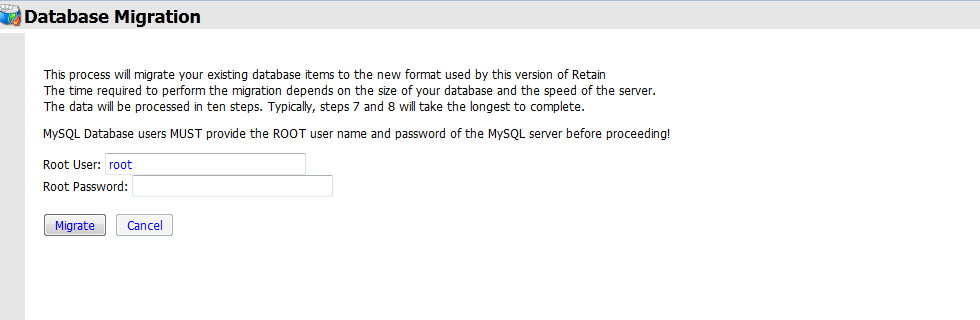 Database Migration
This process will migrate your existing database items to the new format used by this version of Retain
The time required to perform the migration depends on the size of your database and the speed of the server.
The data will be processed in ten steps. Typically, steps 7 and 8 will take the longest to complete.
MySQL Database users MUST provide the ROOT user name and password of the MySQL server before proceeding!
Root User: root
Root Password:
Migrate Cancel